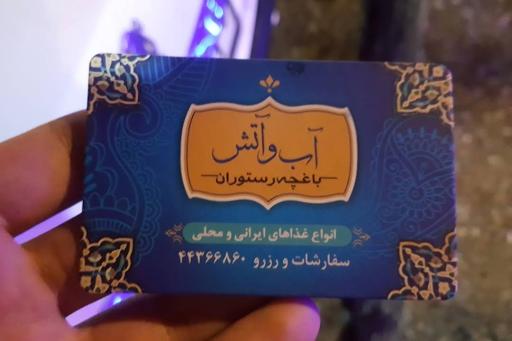 آب و آتش
باغچه رستوران
انواع غذاهای ایرانی و محلی
سفارشات و رزرو ۴۴۳۶۶۸۶۰